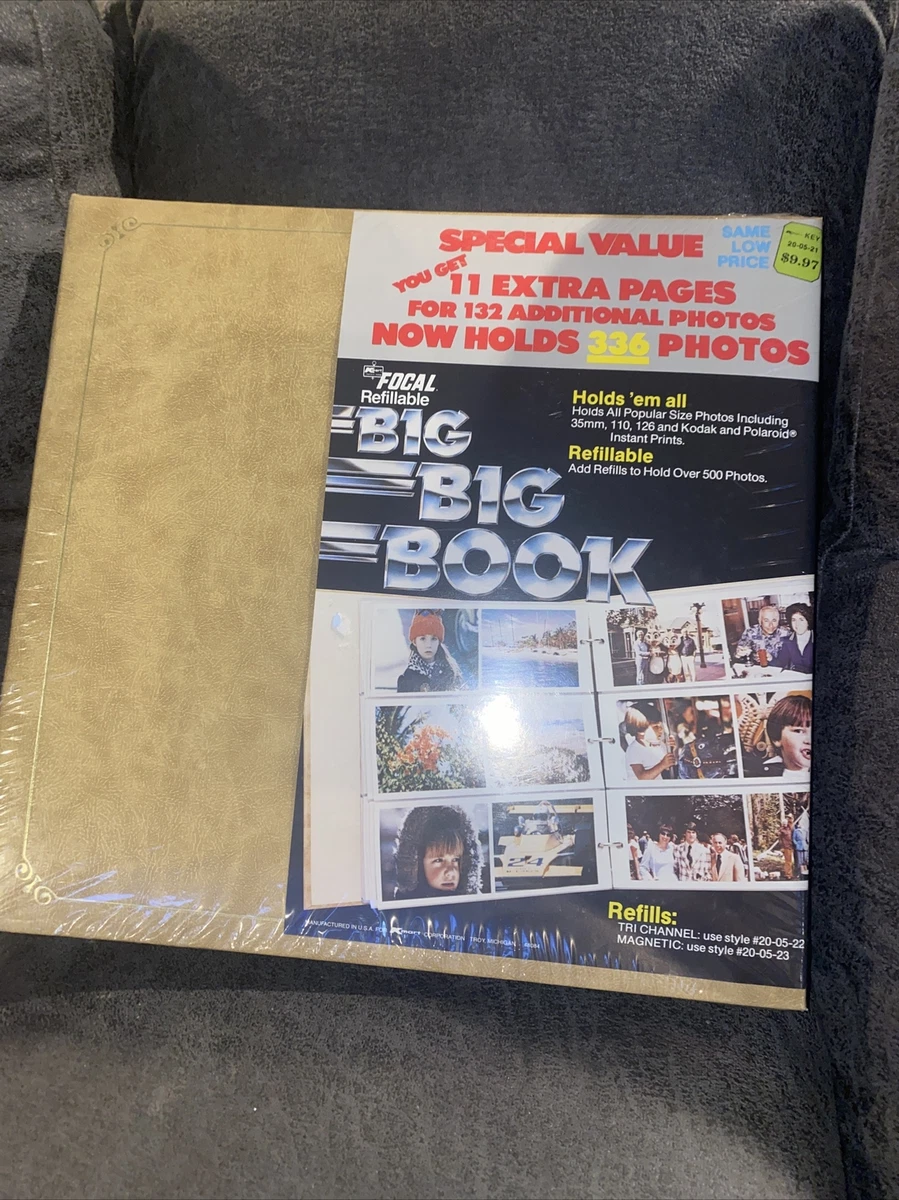 SPECIAL VALUE
SAME
LOW
PRICE
KEY
20-05-21
$9.97
YOU GET
11 EXTRA PAGES
FOR 132 ADDITIONAL PHOTOS
NOW HOLDS 336 PHOTOS
FOCAL
Refillable
BIG
BIG
BOOK
Holds 'em all
Holds All Popular Size Photos Including
35mm, 110, 126 and Kodak and Polaroid®
Instant Prints.
Refillable
Add Refills to Hold Over 500 Photos.
24
Refills:
TRI CHANNEL: use style #20-05-22
MAGNETIC: use style #20-05-23
MANUFACTURED IN U.S.A. FOR Kmart CORPORATION TROY, MICHIGAN 48084